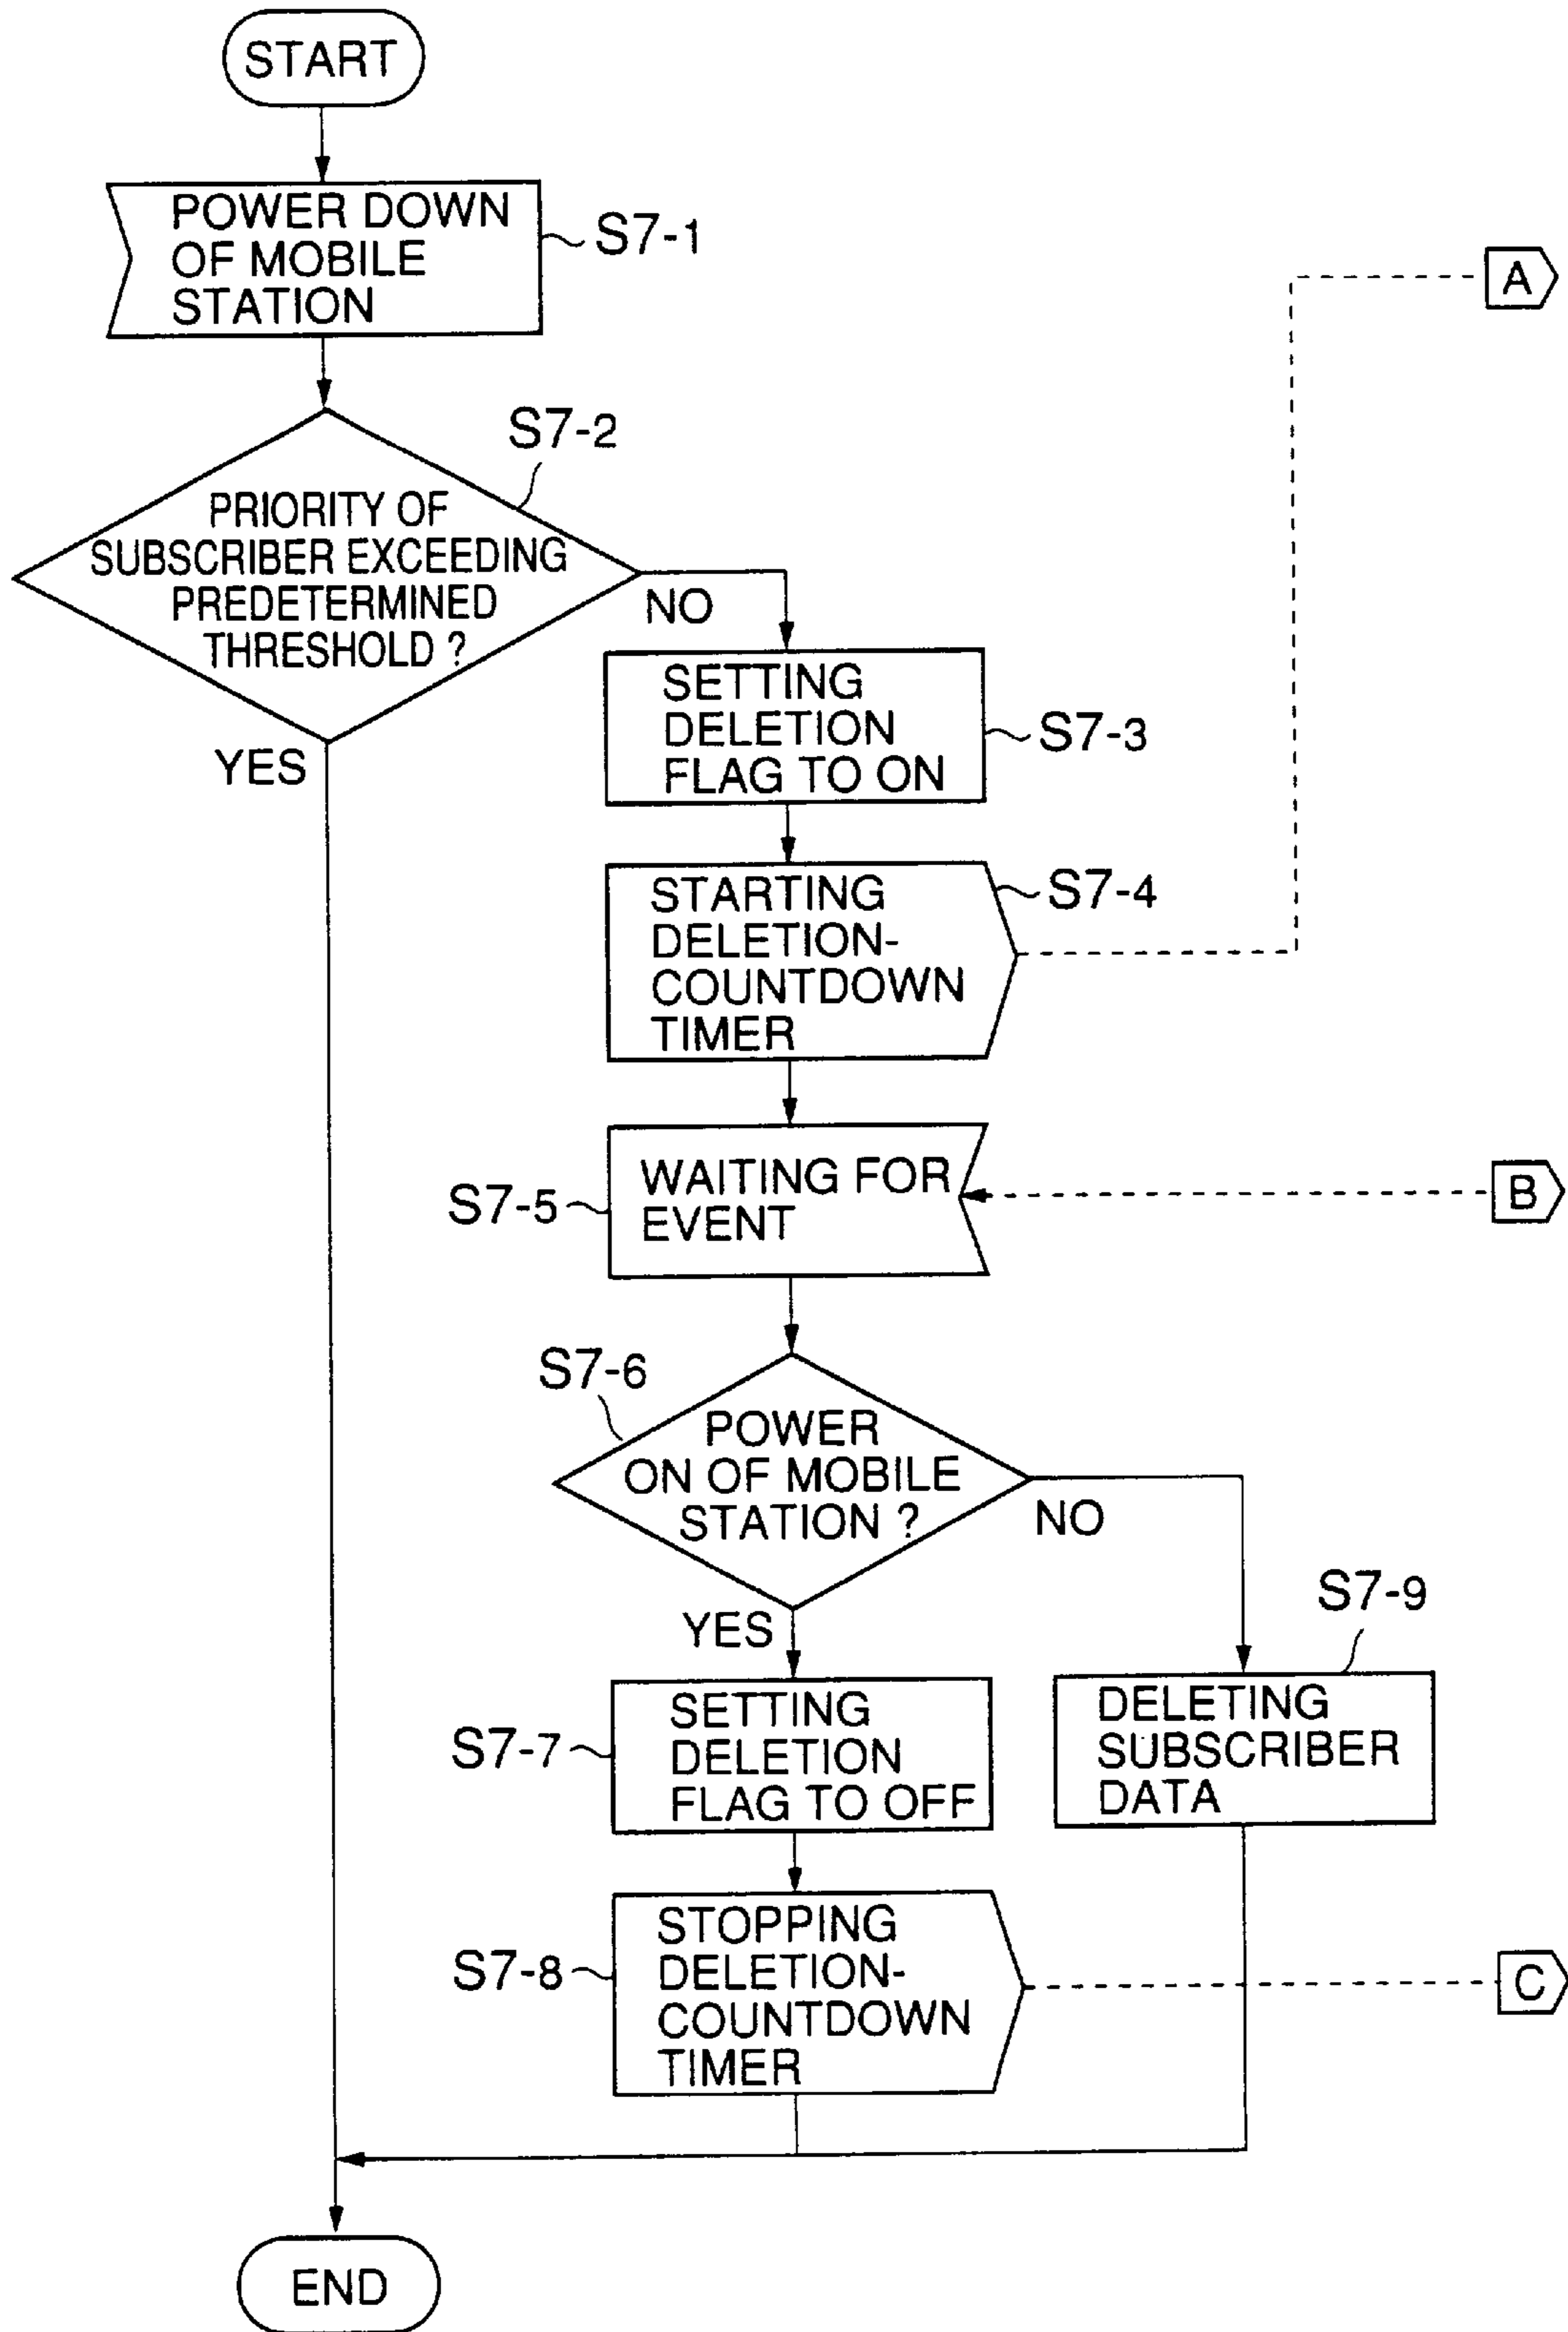 START
POWER DOWN
OF MOBILE
STATION
S7-1
A
S7-2
PRIORITY OF
SUBSCRIBER EXCEEDING
PREDETERMINED
THRESHOLD ?
NO
YES
SETTING
DELETION
FLAG TO ON
S7-3
STARTING
DELETION-
COUNTDOWN
TIMER
S7-4
S7-5
WAITING FOR
EVENT
B
S7-6
POWER
ON OF MOBILE
STATION ?
NO
YES
S7-9
S7-7
SETTING
DELETION
FLAG TO OFF
DELETING
SUBSCRIBER
DATA
S7-8
STOPPING
DELETION-
COUNTDOWN
TIMER
C
END